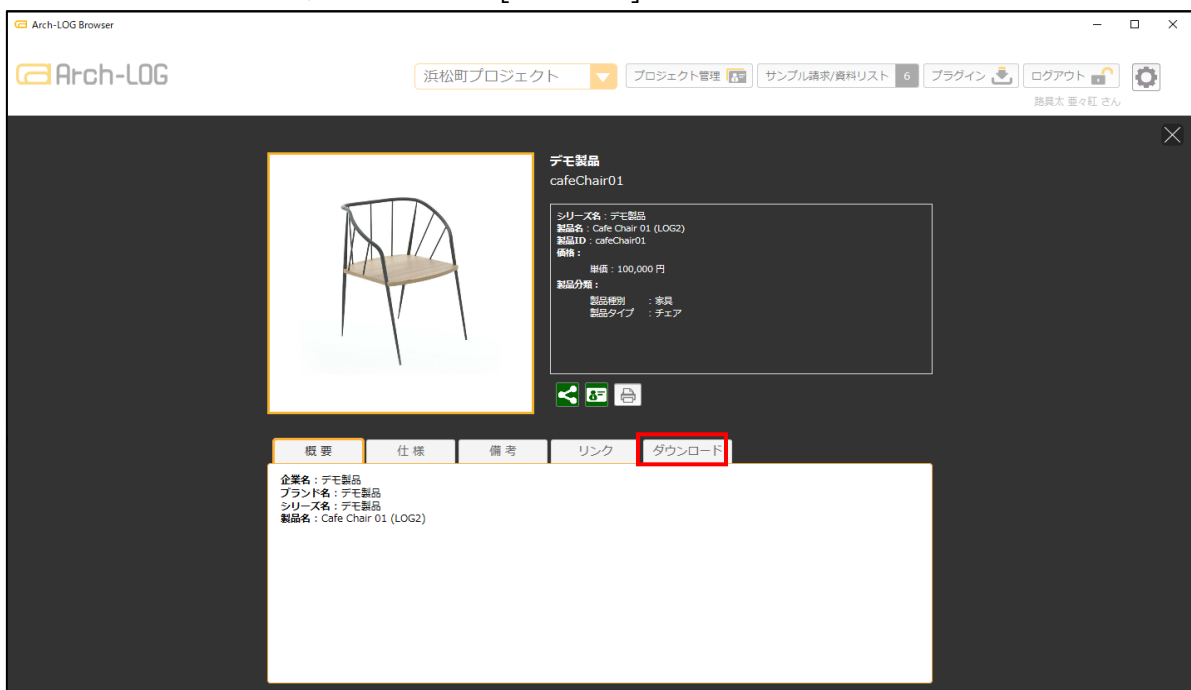 Arch-LOG Browser
Arch-LOG
浜松町プロジェクト
プロジェクト管理
サンプル請求/資料リスト 6
プラグイン
ログアウト
路具太 亜々紅 さん
デモ製品
cafeChair01
シリーズ名：デモ製品
製品名：Cafe Chair 01 (LOG2)
製品ID：cafeChair01
価格：
単価：100,000 円
製品分類：
製品種別 ：家具
製品タイプ ：チェア
概 要
仕 様
備 考
リンク
ダウンロード
企業名：デモ製品
ブランド名：デモ製品
シリーズ名：デモ製品
製品名：Cafe Chair 01 (LOG2)